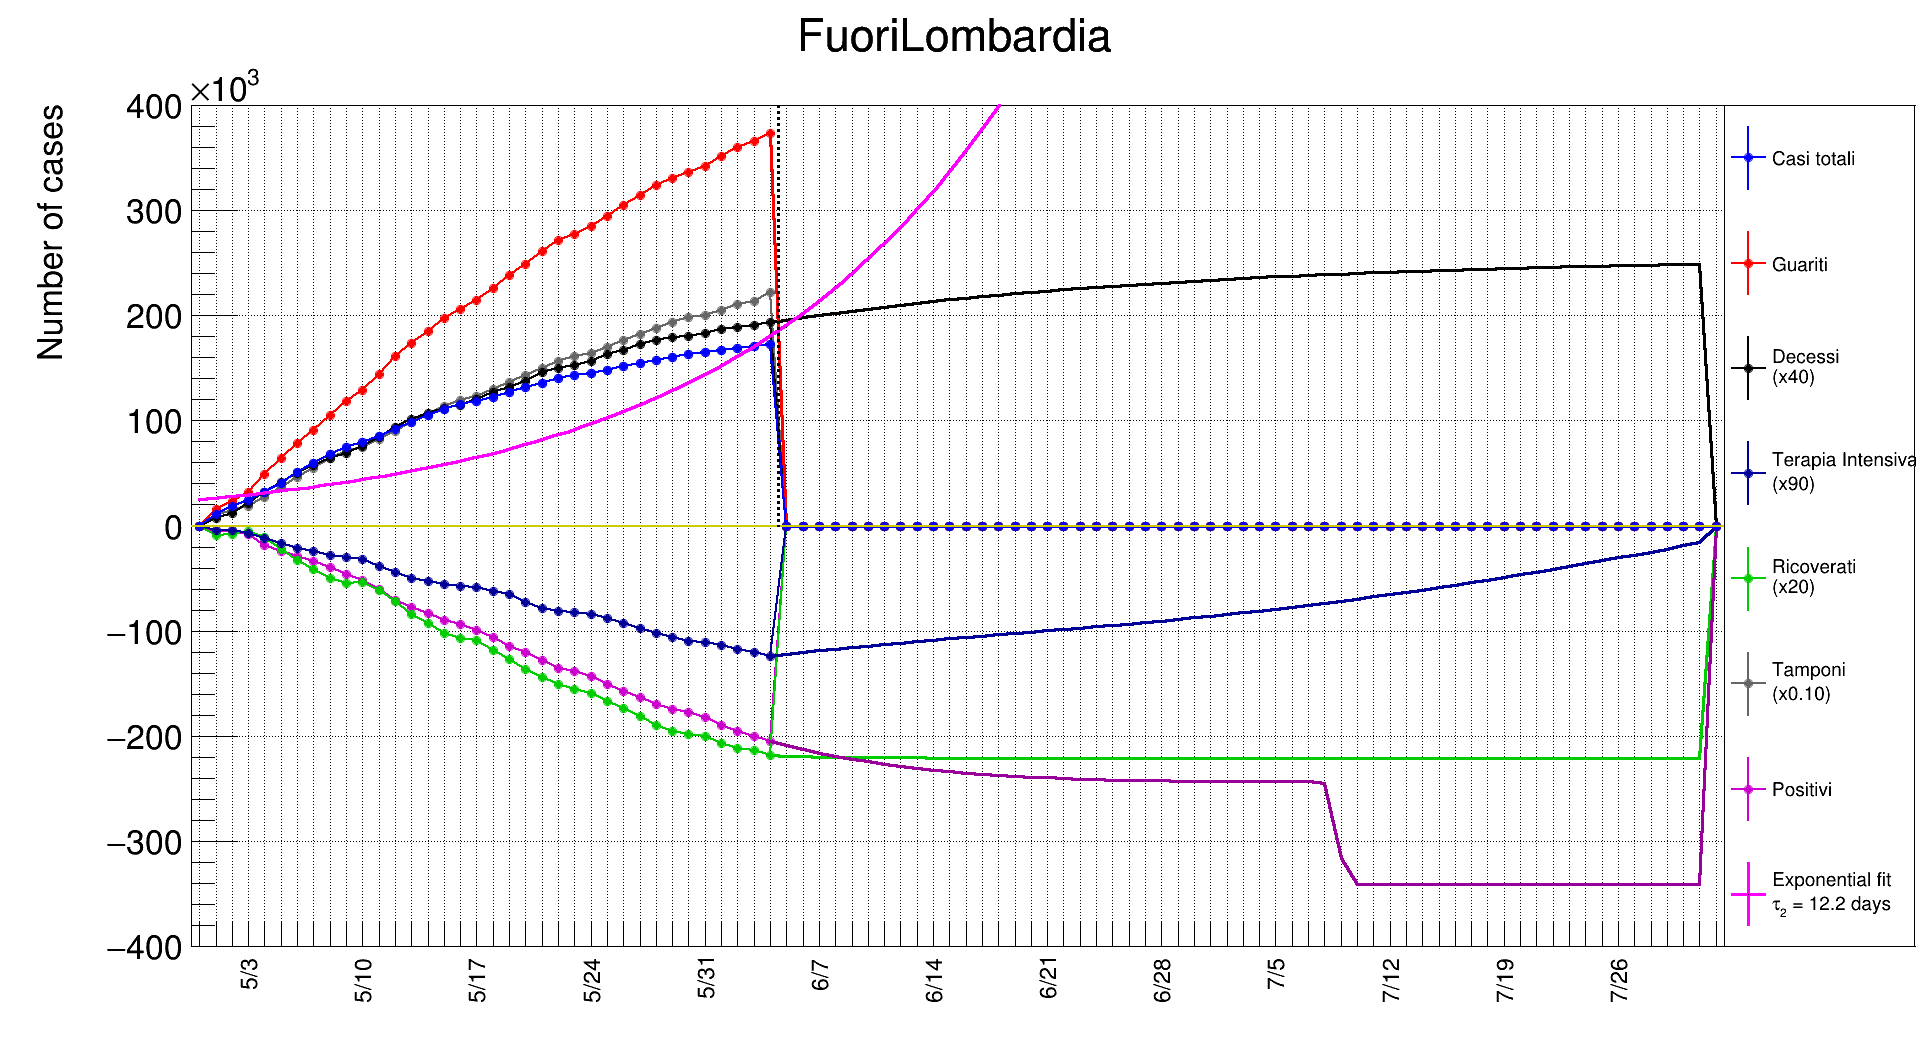 FuoriLombardia
×10³
Number of cases
400
300
200
100
0
−100
−200
−300
−400
5/3
5/10
5/17
5/24
5/31
6/7
6/14
6/21
6/28
7/5
7/12
7/19
7/26
Casi totali
Guariti
Decessi
(x40)
Terapia Intensiva
(x90)
Ricoverati
(x20)
Tamponi
(x0.10)
Positivi
Exponential fit
τ₂ = 12.2 days